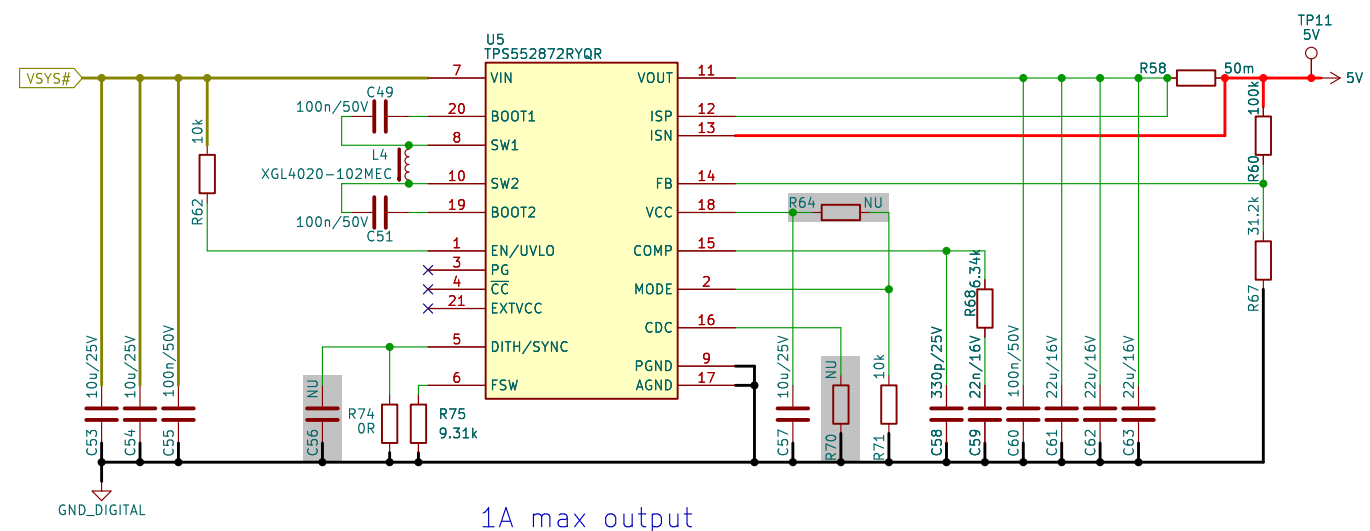 TP11
5V
U5
TPS552872RYQR
VSYS#
7
VIN
VOUT
11
R58
50m
5V
C49
100n/50V
20
BOOT1
ISP
12
8
SW1
ISN
13
L4
XGL4020-102MEC
10
SW2
FB
14
100k
R60
10k
R62
19
BOOT2
VCC
18
R64
NU
100n/50V
C51
1
EN/UVLO
COMP
15
31.2k
R67
3
PG
4
CC
MODE
2
21
EXTVCC
6.34k
R68
CDC
16
5
DITH/SYNC
PGND
9
6
FSW
AGND
17
10u/25V
C53
10u/25V
C54
100n/50V
C55
NU
C56
R74
0R
R75
9.31k
10u/25V
C57
NU
R70
10k
R71
330p/25V
C58
22n/16V
C59
100n/50V
C60
22u/16V
C61
22u/16V
C62
22u/16V
C63
GND_DIGITAL
1A max output